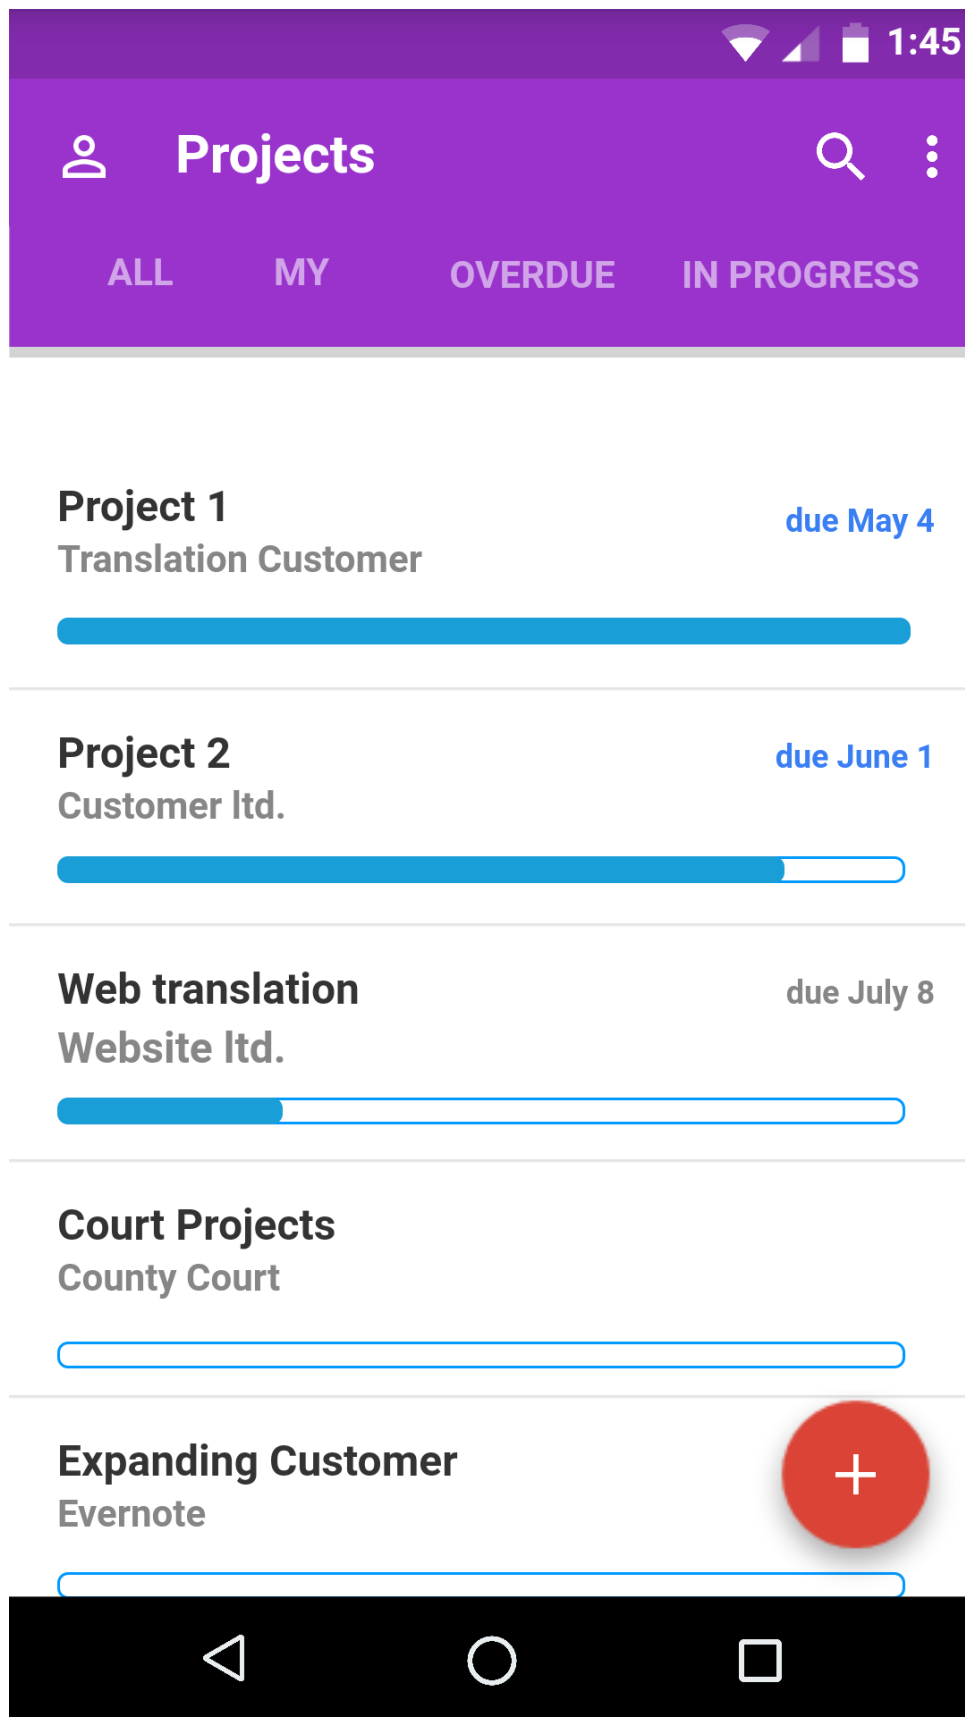 1:45
Projects
ALL MY OVERDUE IN PROGRESS
Project 1
due May 4
Translation Customer
Project 2
due June 1
Customer ltd.
Web translation
due July 8
Website ltd.
Court Projects
County Court
Expanding Customer
Evernote